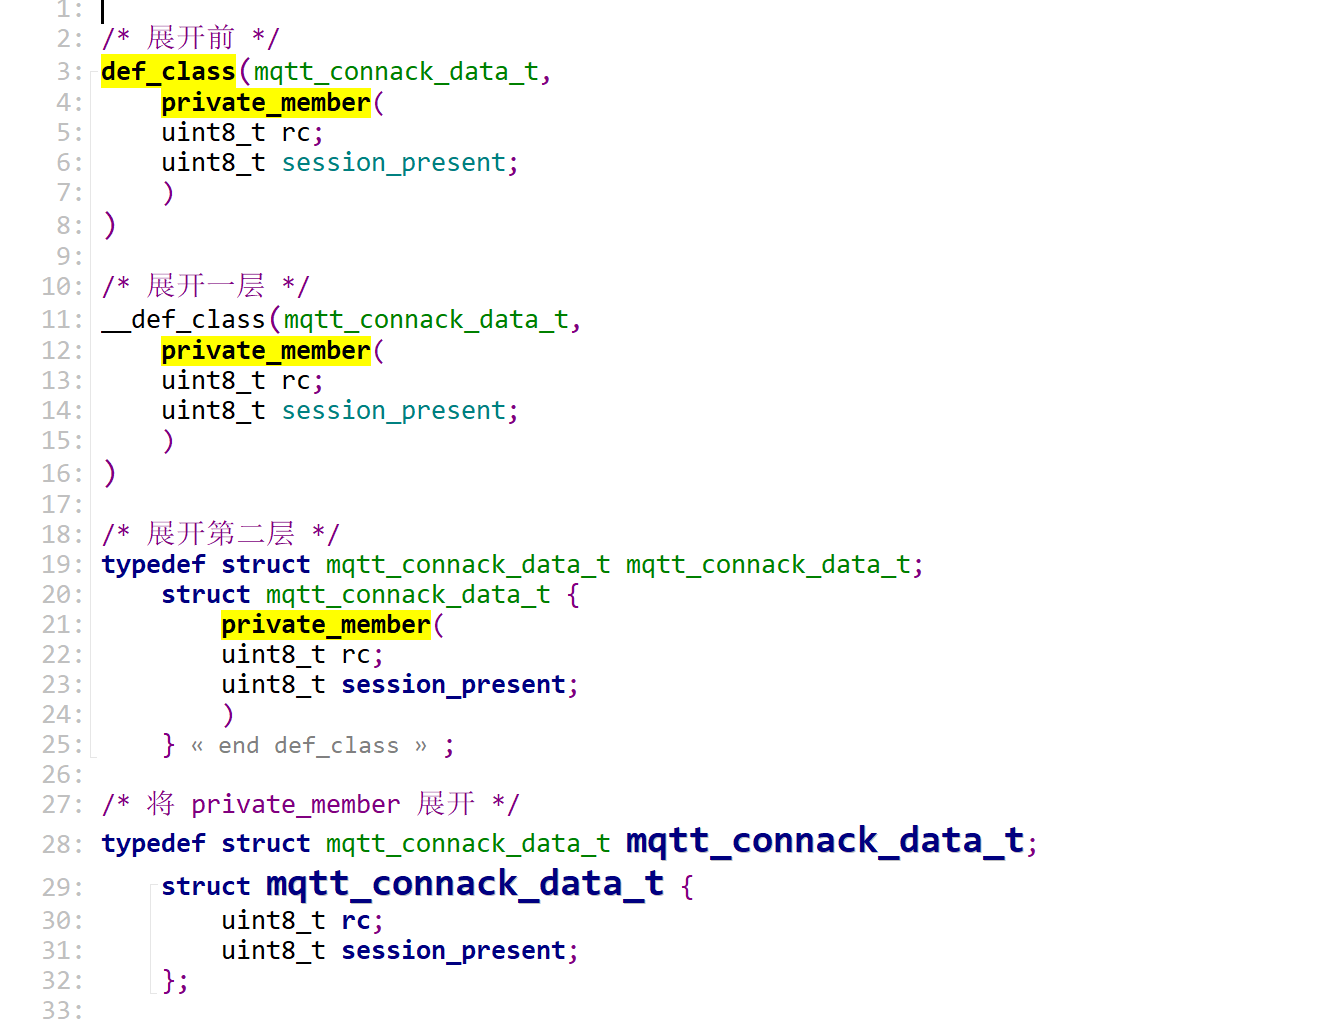 1:
2: /* 展开前 */
3: def_class(mqtt_connack_data_t,
4:     private_member(
5:     uint8_t rc;
6:     uint8_t session_present;
7:     )
8: )
9:
10: /* 展开一层 */
11: __def_class(mqtt_connack_data_t,
12:     private_member(
13:     uint8_t rc;
14:     uint8_t session_present;
15:     )
16: )
17:
18: /* 展开第二层 */
19: typedef struct mqtt_connack_data_t mqtt_connack_data_t;
20:     struct mqtt_connack_data_t {
21:         private_member(
22:         uint8_t rc;
23:         uint8_t session_present;
24:         )
25:     } « end def_class » ;
26:
27: /* 将 private_member 展开 */
28: typedef struct mqtt_connack_data_t mqtt_connack_data_t;
29:     struct mqtt_connack_data_t {
30:         uint8_t rc;
31:         uint8_t session_present;
32:     };
33: